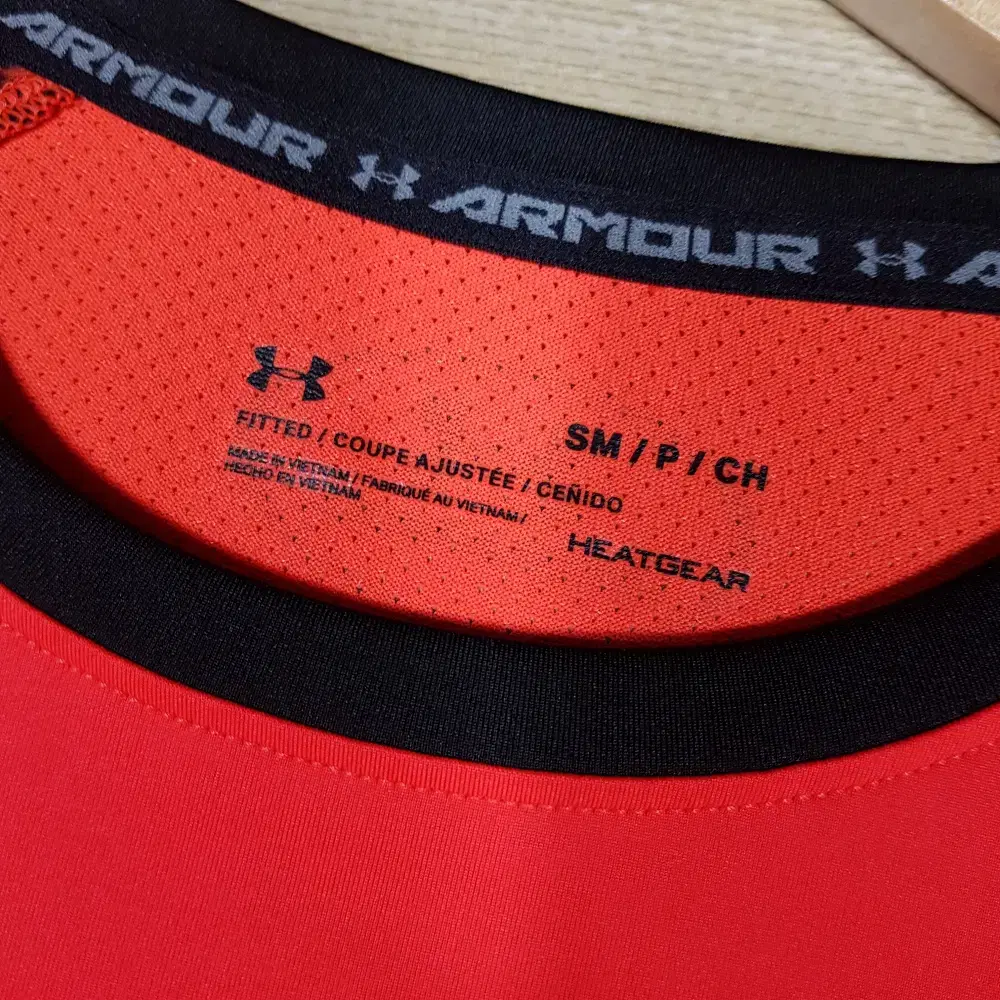 ARMOUR ARMOUR A
FITTED / COUPE AJUSTÉE / CEÑIDO
SM / P / CH
MADE IN VIETNAM / FABRIQUÉ AU VIETNAM /
HECHO EN VIETNAM
HEATGEAR